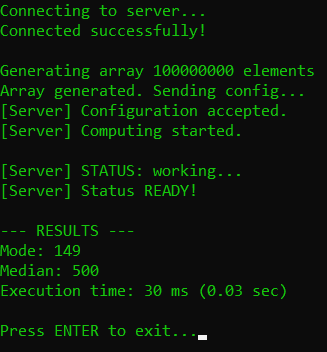 Connecting to server...
Connected successfully!
Generating array 100000000 elements
Array generated. Sending config...
[Server] Configuration accepted.
[Server] Computing started.
[Server] STATUS: working...
[Server] Status READY!
--- RESULTS ---
Mode: 149
Median: 500
Execution time: 30 ms (0.03 sec)
Press ENTER to exit...